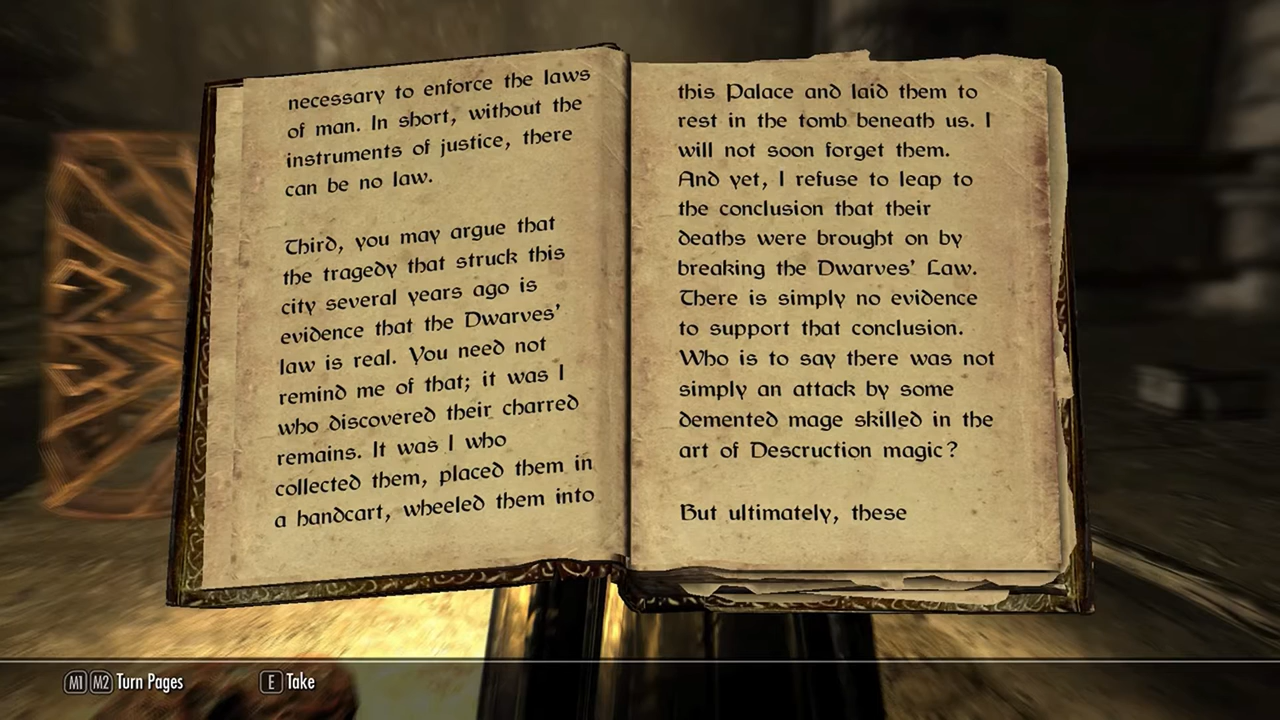 necessary to enforce the laws
of man. In short, without the
instruments of justice, there
can be no law.
Third, you may argue that
the tragedy that struck this
city several years ago is
evidence that the Dwarves'
law is real. You need not
remind me of that; it was I
who discovered their charred
remains. It was I who
collected them, placed them in
a handcart, wheeled them into
this Palace and laid them to
rest in the tomb beneath us. I
will not soon forget them.
And yet, I refuse to leap to
the conclusion that their
deaths were brought on by
breaking the Dwarves' Law.
There is simply no evidence
to support that conclusion.
Who is to say there was not
simply an attack by some
demented mage skilled in the
art of Descruction magic?
But ultimately, these
M1 M2 Turn Pages
E Take